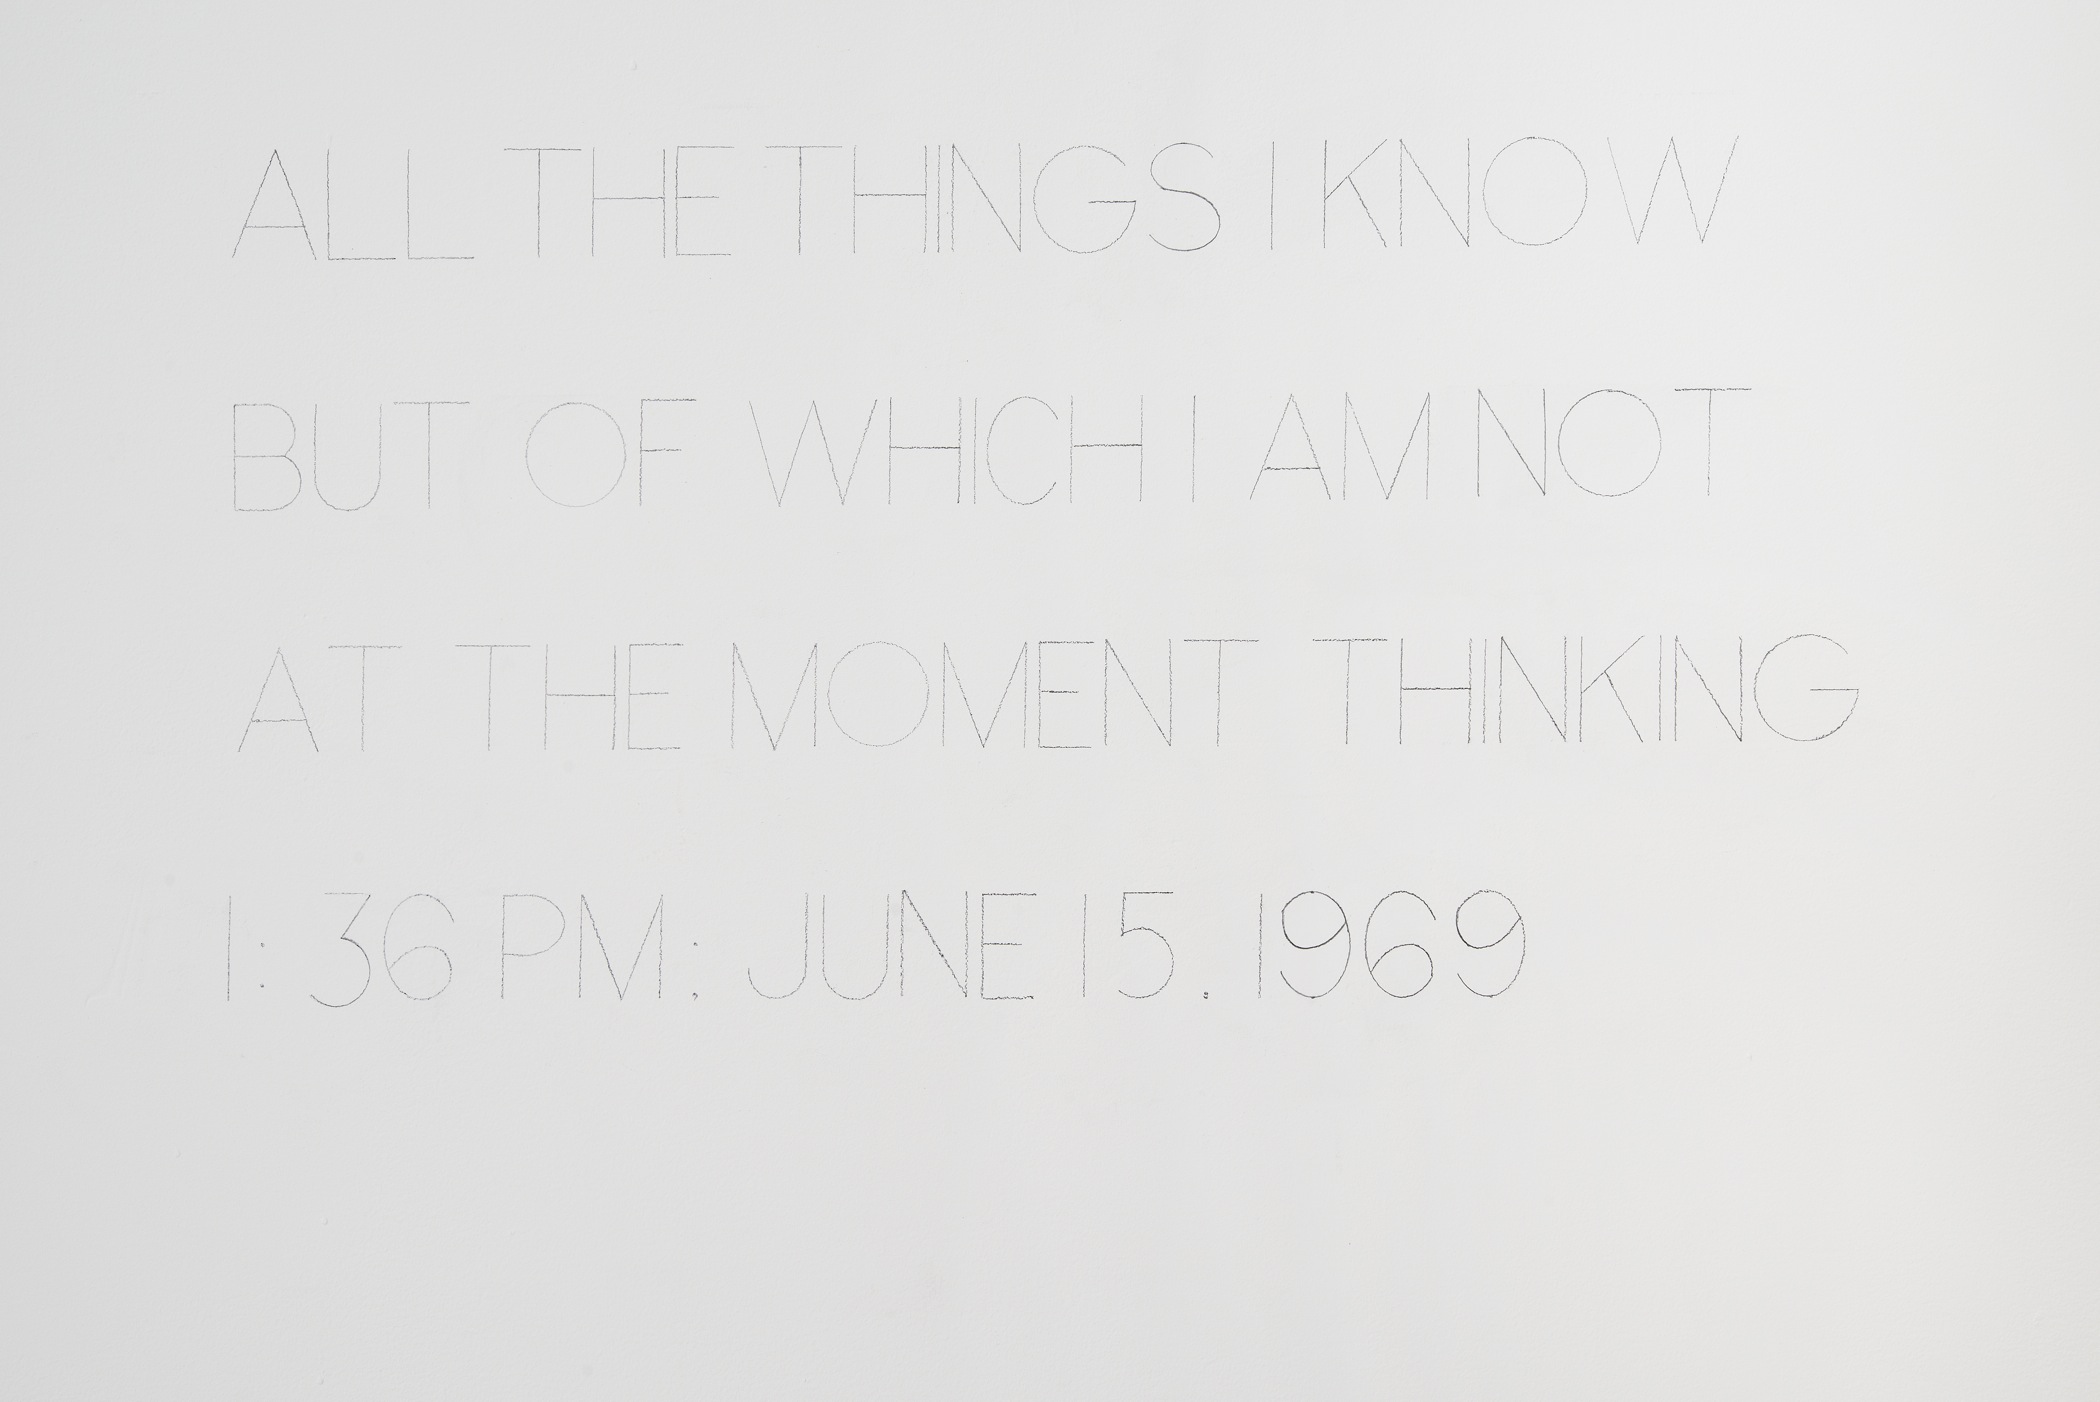 ALL THE THINGS I KNOW
BUT OF WHICH I AM NOT
AT THE MOMENT THINKING
1: 36 PM; JUNE 15. 1969